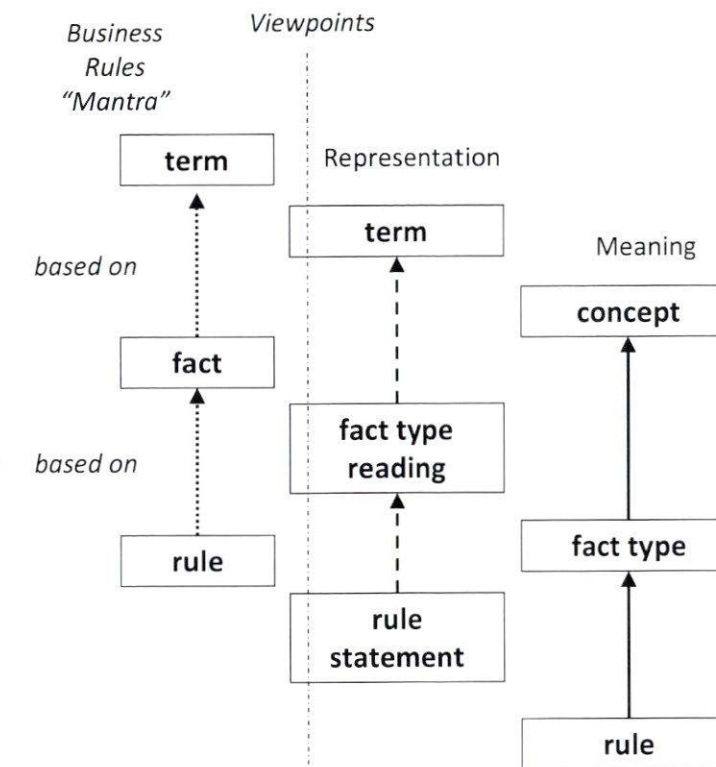 Business
Rules
“Mantra”
Viewpoints
term
Representation
term
based on
Meaning
concept
fact
fact type
reading
based on
fact type
rule
rule
statement
rule